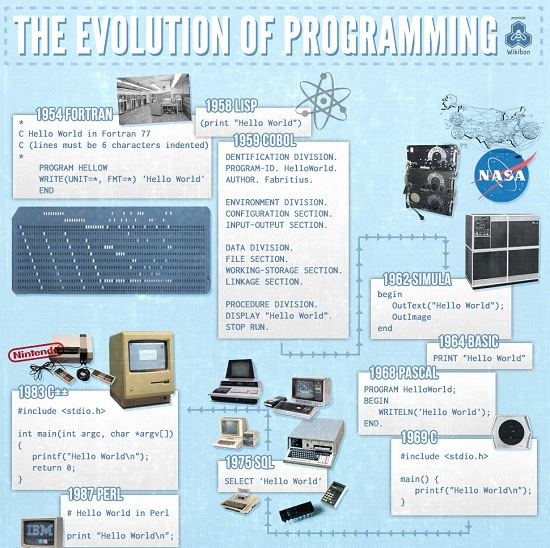 THE EVOLUTION OF PROGRAMMING
Wikibon
1954 FORTRAN
*
C Hello World in Fortran 77
C (lines must be 6 characters indented)
*
PROGRAM HELLOW
WRITE(UNIT=*, FMT=*) 'Hello World'
END
1958 LISP
(print "Hello World")
1959 COBOL
DENTIFICATION DIVISION.
PROGRAM-ID. HelloWorld.
AUTHOR. Fabritius.
ENVIRONMENT DIVISION.
CONFIGURATION SECTION.
INPUT-OUTPUT SECTION.
DATA DIVISION.
FILE SECTION.
WORKING-STORAGE SECTION.
LINKAGE SECTION.
PROCEDURE DIVISION.
DISPLAY "Hello World".
STOP RUN.
NASA
1962 SIMULA
begin
OutText("Hello World");
OutImage
end
1964 BASIC
PRINT "Hello World"
1968 PASCAL
PROGRAM HelloWorld;
BEGIN
WRITELN('Hello World');
END.
1969 C
#include <stdio.h>
main() {
printf("Hello World\n");
}
1975 SQL
SELECT 'Hello World'
Nintendo
1983 C++
#include <stdio.h>
int main(int argc, char *argv[])
{
printf("Hello World\n");
return 0;
}
1987 PERL
# Hello World in Perl
print "Hello World\n";
IBM